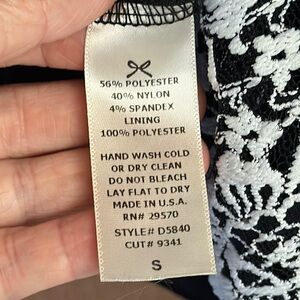 56% POLYESTER
40% NYLON
4% SPANDEX
LINING
100% POLYESTER
HAND WASH COLD
OR DRY CLEAN
DO NOT BLEACH
LAY FLAT TO DRY
MADE IN U.S.A.
RN# 29570
STYLE# D5840
CUT# 9341
S